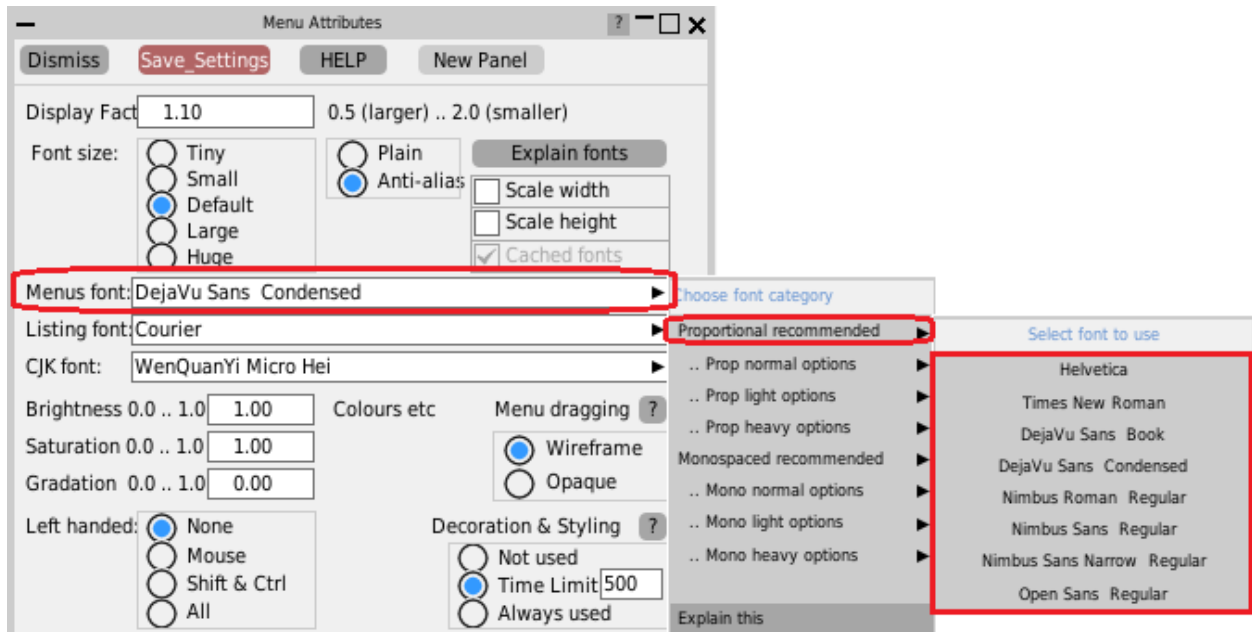 Menu Attributes ?
Dismiss Save_Settings HELP New Panel
Display Fact 1.10 0.5 (larger) .. 2.0 (smaller)
Font size: Tiny Plain Explain fonts
Small Anti-alias Scale width
Default Scale height
Large
Huge Cached fonts
Menus font: DejaVu Sans Condensed
Listing font: Courier
CJK font: WenQuanYi Micro Hei
Brightness 0.0 .. 1.0 1.00 Colours etc Menu dragging ?
Saturation 0.0 .. 1.0 1.00 Wireframe
Gradation 0.0 .. 1.0 0.00 Opaque
Left handed: None Decoration & Styling ?
Mouse Not used
Shift & Ctrl Time Limit 500
All Always used
Choose font category
Proportional recommended
.. Prop normal options
.. Prop light options
.. Prop heavy options
Monospaced recommended
.. Mono normal options
.. Mono light options
.. Mono heavy options
Explain this
Select font to use
Helvetica
Times New Roman
DejaVu Sans Book
DejaVu Sans Condensed
Nimbus Roman Regular
Nimbus Sans Regular
Nimbus Sans Narrow Regular
Open Sans Regular